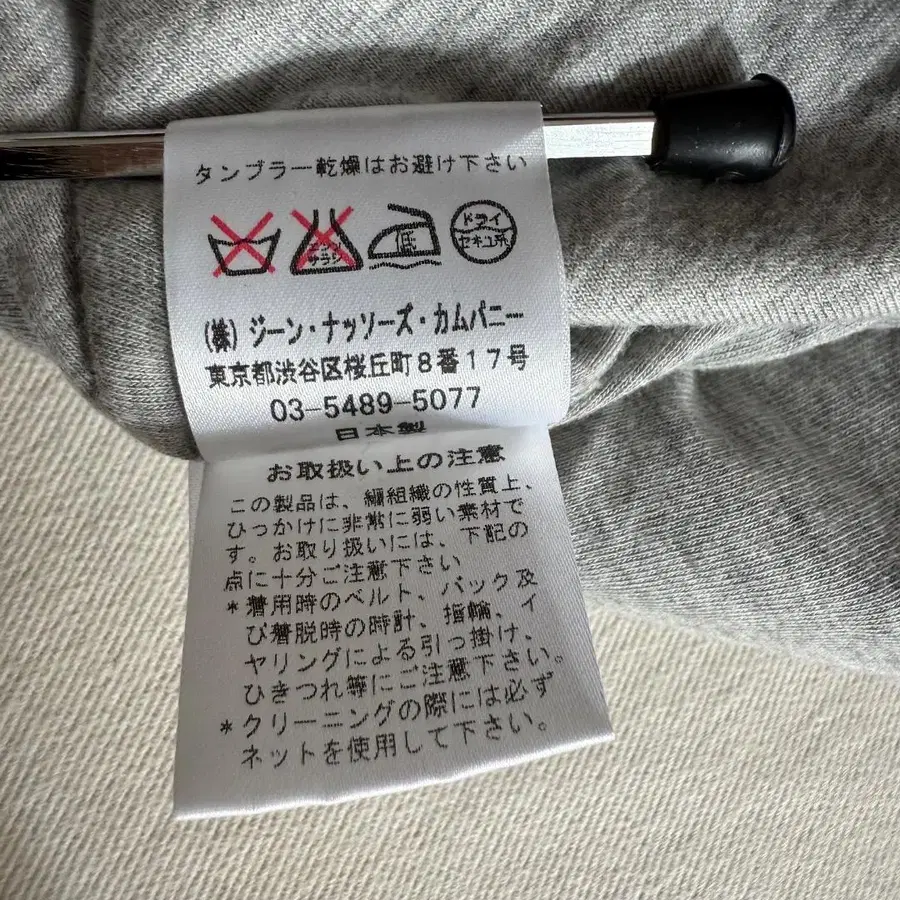 タンブラー乾燥はお避け下さい
エンソ サラシ 低 ドライ セキユ系
(株) ジーン・ナッソーズ・カムパニー
東京都渋谷区桜丘町8番17号
03-5489-5077
日本製
お取扱い上の注意
この製品は、編組織の性質上、
ひっかけに非常に弱い素材で
す。お取り扱いには、下記の
点に十分ご注意下さい
*着用時のベルト、バック及
び着脱時の時計、指輪、イ
ヤリングによる引っ掛け、
ひきつれ等にご注意下さい。
*クリーニングの際には必ず
ネットを使用して下さい。